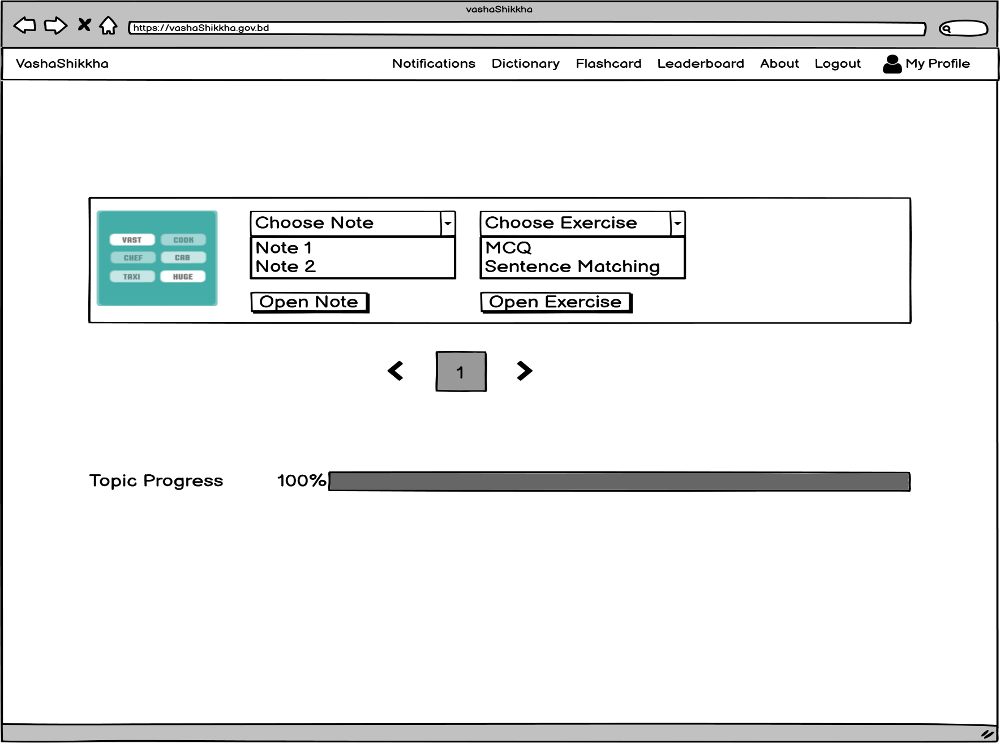 vashaShikkha
https://vashaShikkha.gov.bd
VashaShikkha Notifications Dictionary Flashcard Leaderboard About Logout My Profile
Choose Note Choose Exercise
VAST COOK
Note 1 MCQ
CHEF CAB
Note 2 Sentence Matching
TAXI HUGE
Open Note Open Exercise
< 1 >
Topic Progress 100%